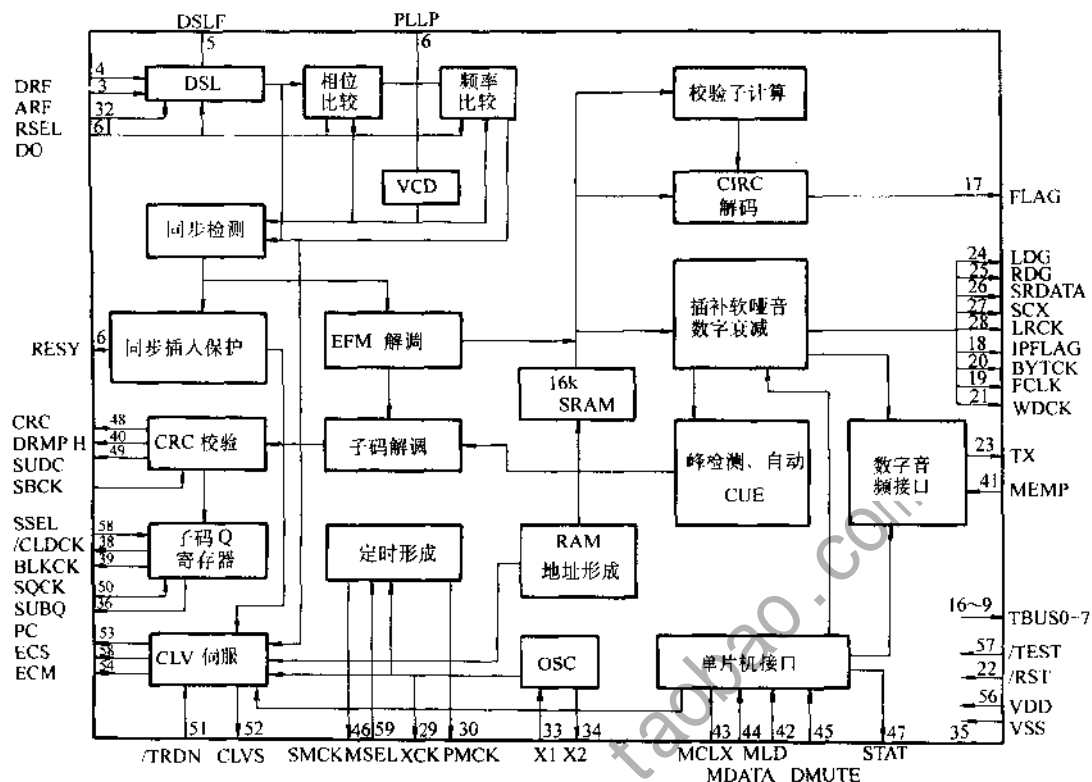 DSLF PLLP
5 6
DRF
4
ARF
3
RSEL
32
DO
61
DSL
相位
比较
频率
比较
校验子计算
VCD
CIRC
解码
17 FLAG
同步检测
24 LDG
25 RDG
26 SRDATA
27 SCX
28 LRCK
18 IPFLAG
20 BYTCK
19 FCLK
21 WDCK
插补软哑音
数字衰减
RESY 6
同步插入保护
EFM 解调
16k
SRAM
CRC 48
DRMPH 40
SUDC 49
SBCK
CRC 校验
子码解调
峰检测、自动
CUE
数字音
频接口
23 TX
41 MEMP
SSEL 58
/CLDCK 38
BLKCK 39
SQCK 50
SUBQ 36
子码 Q
寄存器
定时形成
RAM
地址形成
16~9 TBUS0~7
PC 53
ECS 58
ECM 54
CLV 伺服
OSC
单片机接口
57 /TEST
22 /RST
56 VDD
35 VSS
51 52 46 59 29 30 33 34 43 44 42 45 47
/TRDN CLVS SMCK MSEL XCK PMCK X1 X2 MCLX MLD STAT
MDATA DMUTE
taobao.com